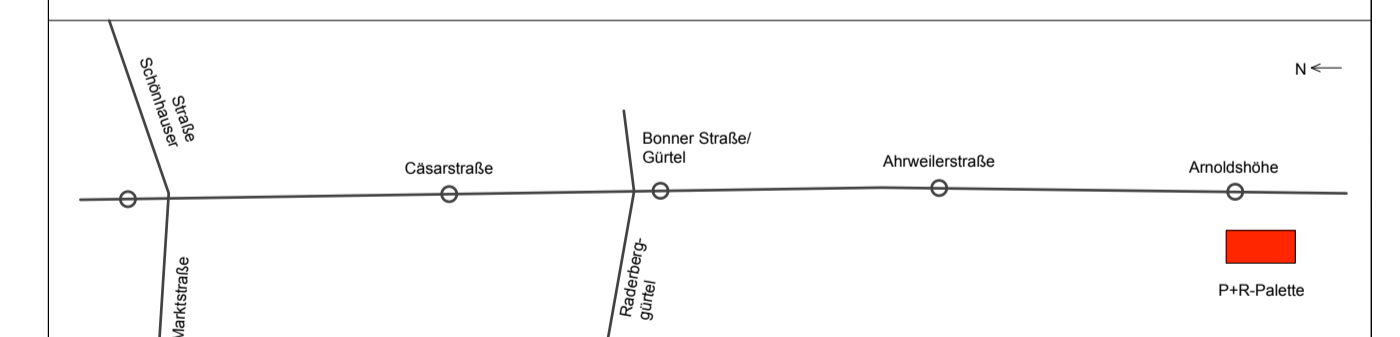 N
Schönhauser
Straße
Bonner Straße/
Gürtel
Cäsarstraße
Ahrweilerstraße
Arnoldshöhe
Marktstraße
Raderberg-
gürtel
P+R-Palette